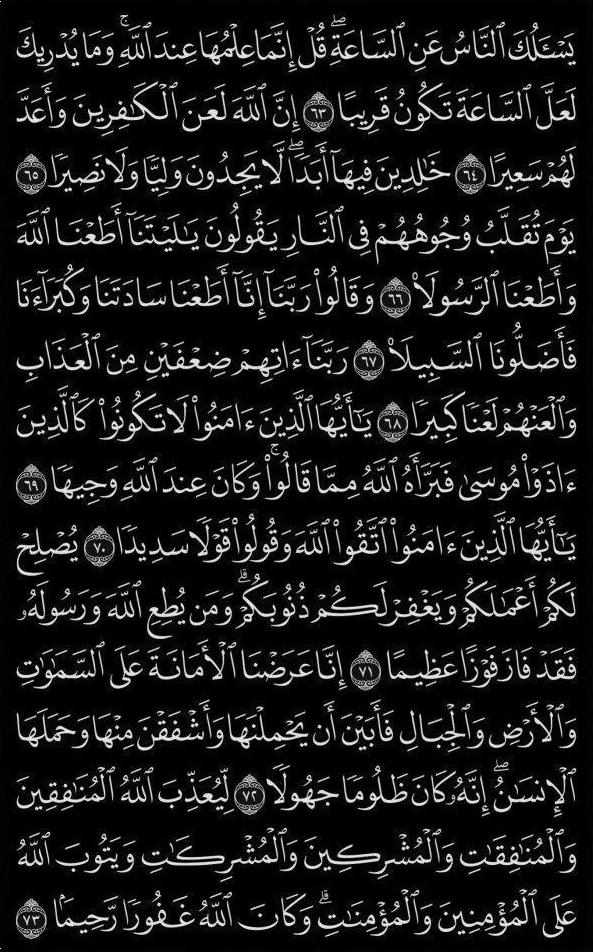 يَسْـَٔلُكَ ٱلنَّاسُ عَنِ ٱلسَّاعَةِۖ قُلْ إِنَّمَا عِلْمُهَا عِندَ ٱللَّهِۚ وَمَا يُدْرِيكَ
لَعَلَّ ٱلسَّاعَةَ تَكُونُ قَرِيبًا ٦٣ إِنَّ ٱللَّهَ لَعَنَ ٱلْكَٰفِرِينَ وَأَعَدَّ
لَهُمْ سَعِيرًا ٦٤ خَٰلِدِينَ فِيهَآ أَبَدًاۖ لَّا يَجِدُونَ وَلِيًّا وَلَا نَصِيرًا ٦٥
يَوْمَ تُقَلَّبُ وُجُوهُهُمْ فِى ٱلنَّارِ يَقُولُونَ يَٰلَيْتَنَآ أَطَعْنَا ٱللَّهَ
وَأَطَعْنَا ٱلرَّسُولَا۠ ٦٦ وَقَالُوا۟ رَبَّنَآ إِنَّآ أَطَعْنَا سَادَتَنَا وَكُبَرَآءَنَا
فَأَضَلُّونَا ٱلسَّبِيلَا۠ ٦٧ رَبَّنَآ ءَاتِهِمْ ضِعْفَيْنِ مِنَ ٱلْعَذَابِ
وَٱلْعَنْهُمْ لَعْنًا كَبِيرًا ٦٨ يَٰٓأَيُّهَا ٱلَّذِينَ ءَامَنُوا۟ لَا تَكُونُوا۟ كَٱلَّذِينَ
ءَاذَوْا۟ مُوسَىٰ فَبَرَّأَهُ ٱللَّهُ مِمَّا قَالُوا۟ۚ وَكَانَ عِندَ ٱللَّهِ وَجِيهًا ٦٩
يَٰٓأَيُّهَا ٱلَّذِينَ ءَامَنُوا۟ ٱتَّقُوا۟ ٱللَّهَ وَقُولُوا۟ قَوْلًا سَدِيدًا ٧٠ يُصْلِحْ
لَكُمْ أَعْمَٰلَكُمْ وَيَغْفِرْ لَكُمْ ذُنُوبَكُمْۗ وَمَن يُطِعِ ٱللَّهَ وَرَسُولَهُۥ
فَقَدْ فَازَ فَوْزًا عَظِيمًا ٧١ إِنَّا عَرَضْنَا ٱلْأَمَانَةَ عَلَى ٱلسَّمَٰوَٰتِ
وَٱلْأَرْضِ وَٱلْجِبَالِ فَأَبَيْنَ أَن يَحْمِلْنَهَا وَأَشْفَقْنَ مِنْهَا وَحَمَلَهَا
ٱلْإِنسَٰنُۖ إِنَّهُۥ كَانَ ظَلُومًا جَهُولًا ٧٢ لِّيُعَذِّبَ ٱللَّهُ ٱلْمُنَٰفِقِينَ
وَٱلْمُنَٰفِقَٰتِ وَٱلْمُشْرِكِينَ وَٱلْمُشْرِكَٰتِ وَيَتُوبَ ٱللَّهُ
عَلَى ٱلْمُؤْمِنِينَ وَٱلْمُؤْمِنَٰتِۗ وَكَانَ ٱللَّهُ غَفُورًا رَّحِيمًۢا ٧٣